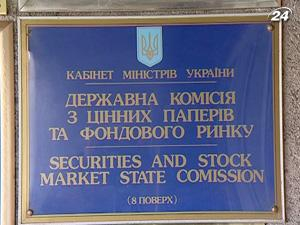 24
КАБІНЕТ МІНІСТРІВ УКРАЇНИ
ДЕРЖАВНА КОМІСІЯ
З ЦІННИХ ПАПЕРІВ
ТА ФОНДОВОГО РИНКУ
SECURITIES AND STOCK
MARKET STATE COMISSION
(8 ПОВЕРХ)